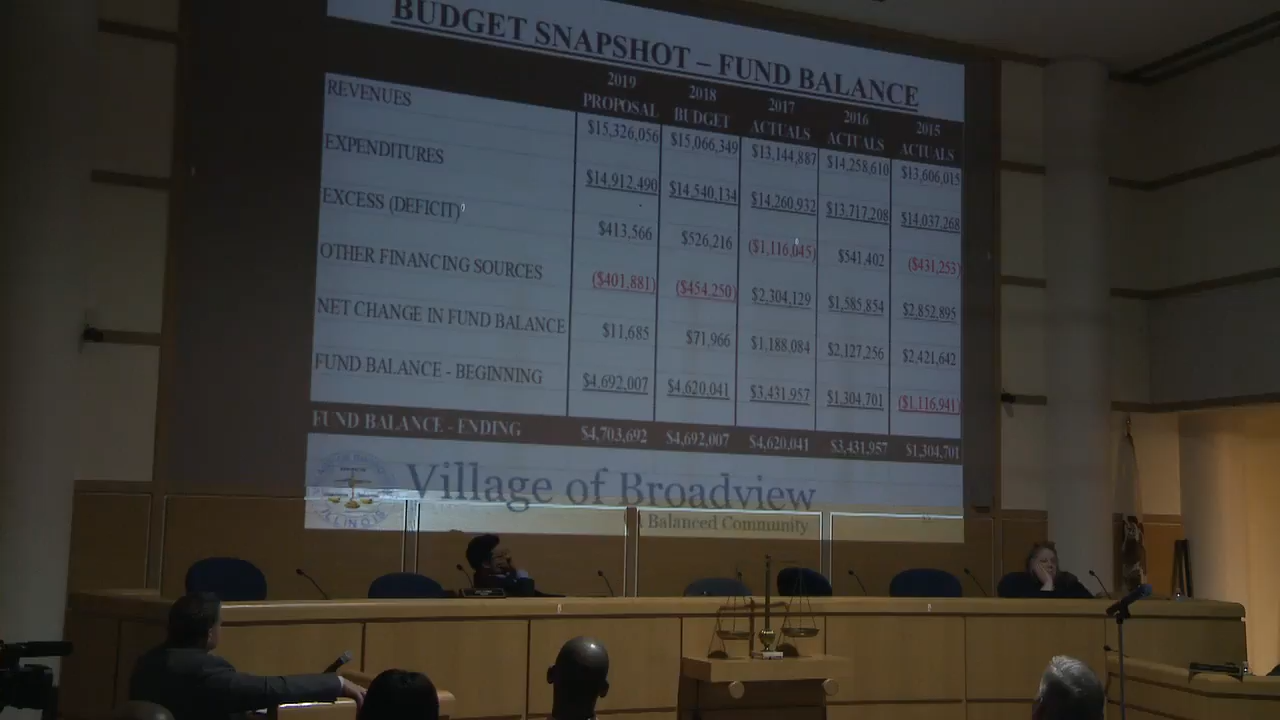 BUDGET SNAPSHOT – FUND BALANCE
2019 PROPOSAL 2018 BUDGET 2017 ACTUALS 2016 ACTUALS 2015 ACTUALS
REVENUES $15,326,056 $15,066,349 $13,144,887 $14,258,610 $13,606,015
EXPENDITURES $14,912,490 $14,540,134 $14,260,932 $13,717,208 $14,037,268
EXCESS (DEFICIT) $413,566 $526,216 ($1,116,045) $541,402 ($431,253)
OTHER FINANCING SOURCES ($401,881) ($454,250) $2,304,129 $1,585,854 $2,852,895
NET CHANGE IN FUND BALANCE $11,685 $71,966 $1,188,084 $2,127,256 $2,421,642
FUND BALANCE - BEGINNING $4,692,007 $4,620,041 $3,431,957 $1,304,701 ($1,116,941)
FUND BALANCE - ENDING $4,703,692 $4,692,007 $4,620,041 $3,431,957 $1,304,701
Village of Broadview
A Balanced Community
ILLINOIS